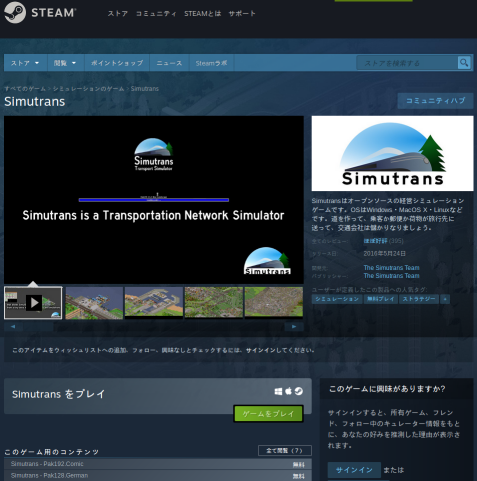 STEAM
ストア コミュニティ STEAMとは サポート
ストア 閲覧 ポイントショップ ニュース Steamラボ ストアを検索する
すべてのゲーム > シミュレーションのゲーム > Simutrans
Simutrans
コミュニティハブ
Simutrans
Transport Simulator
Simutrans is a Transportation Network Simulator
Simutrans
Simutrans
Simutransはオープンソースの経営シミュレーション
ゲームです。OSはWindows・MacOS X・Linuxなど
です。道を作って、乗客や郵便や荷物が旅行先に
送って、交通会社は儲かりなりましょう。
全てのレビュー: ほぼ好評
リリース日: 2016年5月24日
開発元: The Simutrans Team
パブリッシャー: The Simutrans Team
ユーザーが定義したこの製品への人気タグ:
シミュレーション 無料プレイ ストラテジー +
このアイテムをウィッシュリストへの追加、フォロー、興味なしとチェックするには、サインインしてください。
Simutrans をプレイ
ゲームをプレイ
このゲーム用のコンテンツ 全て閲覧 (7)
Simutrans - Pak192.Comic 無料
Simutrans - Pak128.German 無料
このゲームに興味がありますか?
サインインすると、所有ゲーム、フレン
ド、フォロー中のキュレーター情報をもと
に、あなたの好みを推測した理由が表示さ
れます。
サインイン または